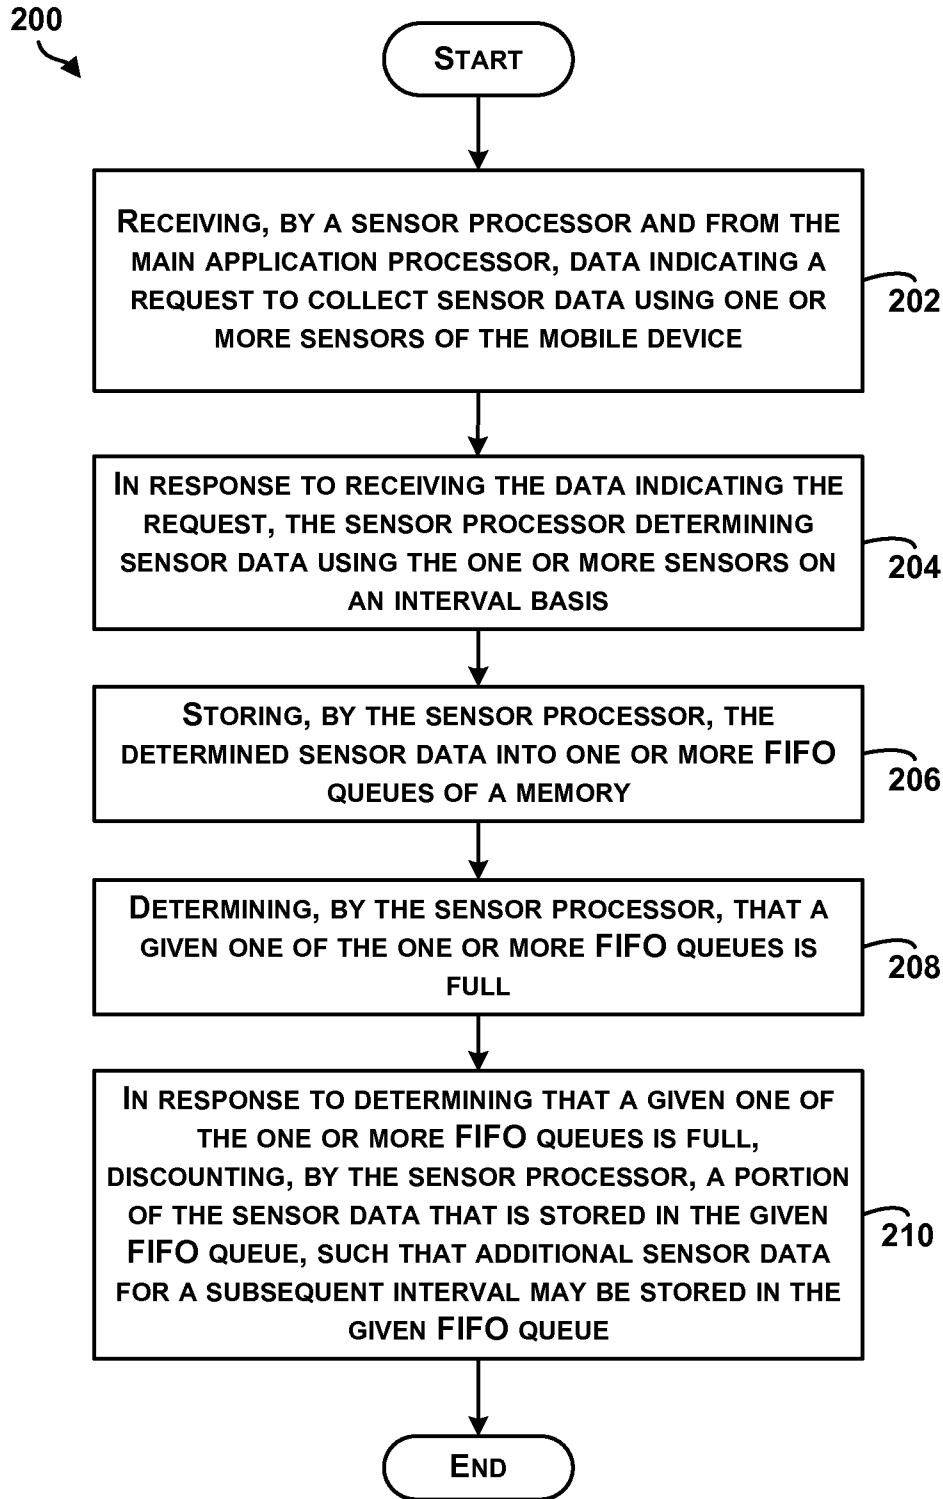 200
START
RECEIVING, BY A SENSOR PROCESSOR AND FROM THE
MAIN APPLICATION PROCESSOR, DATA INDICATING A
REQUEST TO COLLECT SENSOR DATA USING ONE OR
MORE SENSORS OF THE MOBILE DEVICE
202
IN RESPONSE TO RECEIVING THE DATA INDICATING THE
REQUEST, THE SENSOR PROCESSOR DETERMINING
SENSOR DATA USING THE ONE OR MORE SENSORS ON
AN INTERVAL BASIS
204
STORING, BY THE SENSOR PROCESSOR, THE
DETERMINED SENSOR DATA INTO ONE OR MORE FIFO
QUEUES OF A MEMORY
206
DETERMINING, BY THE SENSOR PROCESSOR, THAT A
GIVEN ONE OF THE ONE OR MORE FIFO QUEUES IS
FULL
208
IN RESPONSE TO DETERMINING THAT A GIVEN ONE OF
THE ONE OR MORE FIFO QUEUES IS FULL,
DISCOUNTING, BY THE SENSOR PROCESSOR, A PORTION
OF THE SENSOR DATA THAT IS STORED IN THE GIVEN
FIFO QUEUE, SUCH THAT ADDITIONAL SENSOR DATA
FOR A SUBSEQUENT INTERVAL MAY BE STORED IN THE
GIVEN FIFO QUEUE
210
END